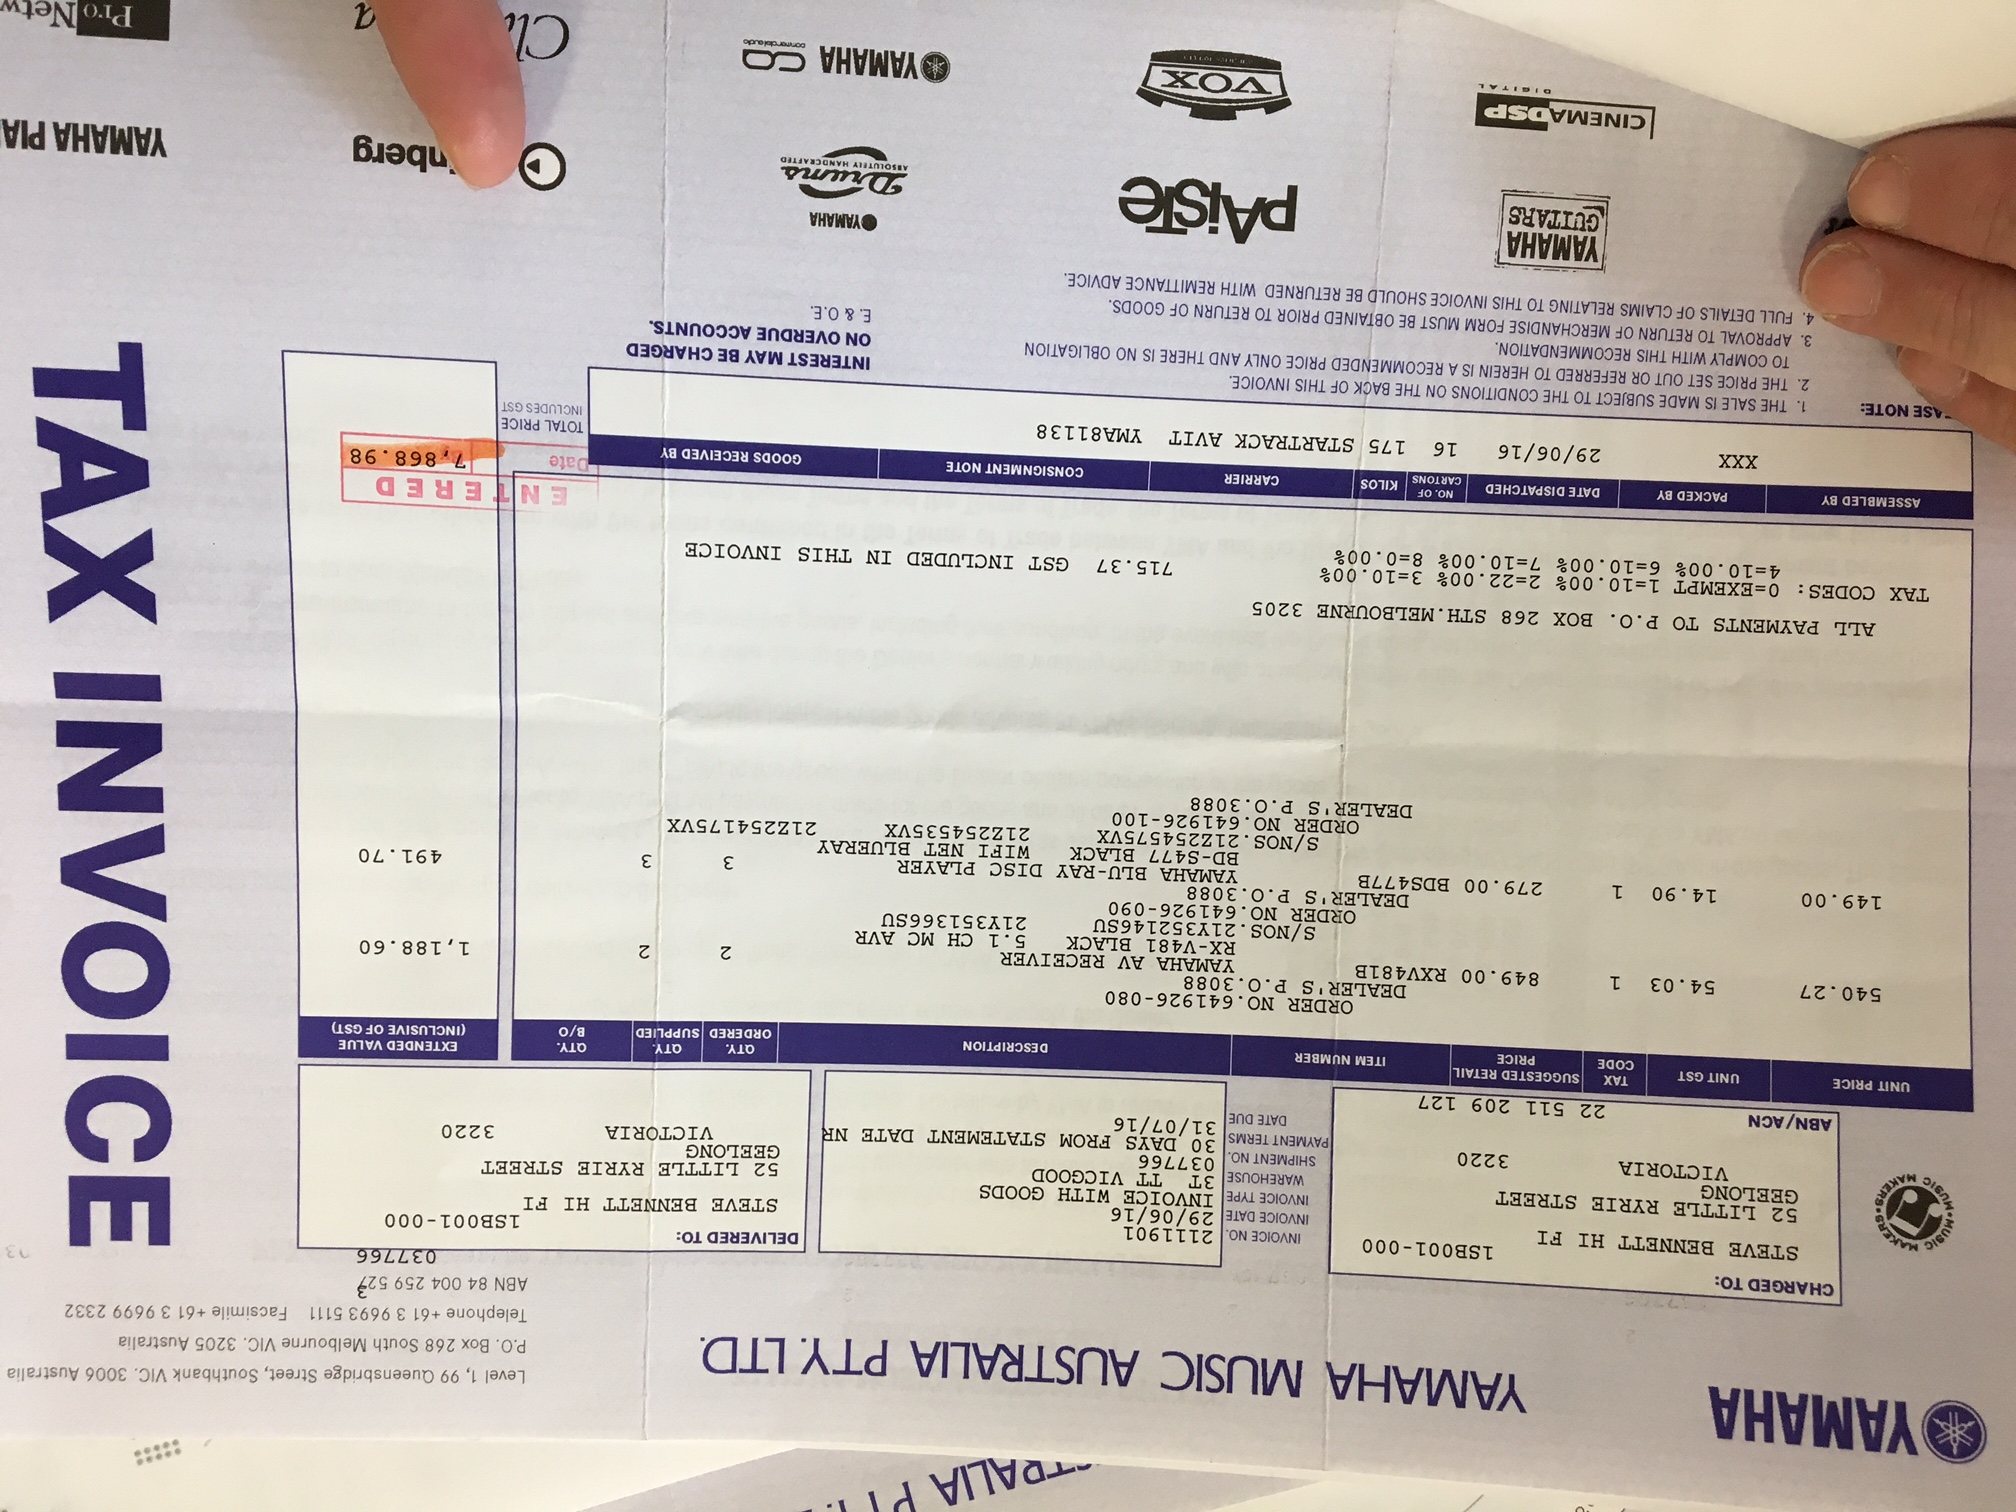 STRALIA PTY.
YAMAHA
YAMAHA MUSIC AUSTRALIA PTY. LTD.
Level 1, 99 Queensbridge Street, Southbank VIC. 3006 Australia
P.O. Box 268 South Melbourne VIC. 3205 Australia
Telephone +61 3 9693 5111 Facsimile +61 3 9699 2332
ABN 84 004 259 527
3
037766
MUSIC MAKERS MUSIC MAKERS
CHARGED TO:
STEVE BENNETT HI FI 1SB001-000
52 LITTLE RYRIE STREET
GEELONG
VICTORIA 3220
ABN/ACN 22 511 209 127
INVOICE NO. 2111901
INVOICE DATE 29/06/16
INVOICE TYPE INVOICE WITH GOODS
WAREHOUSE 3T TT VICGOOD
SHIPMENT NO. 037766
PAYMENT TERMS 30 DAYS FROM STATEMENT DATE NR
DATE DUE 31/07/16
DELIVERED TO:
1SB001-000
STEVE BENNETT HI FI
52 LITTLE RYRIE STREET
GEELONG
VICTORIA 3220
TAX INVOICE
UNIT PRICE UNIT GST TAX CODE SUGGESTED RETAIL PRICE ITEM NUMBER DESCRIPTION QTY. ORDERED QTY. SUPPLIED QTY. B/O EXTENDED VALUE (INCLUSIVE OF GST)
ORDER NO.641926-080
DEALER'S P.O.3088
540.27 54.03 1 849.00 RXV481B YAMAHA AV RECEIVER 2 2 1,188.60
RX-V481 BLACK 5.1 CH MC AVR
S/NOS.21Y352146SU 21Y351366SU
ORDER NO.641926-090
DEALER'S P.O.3088
149.00 14.90 1 279.00 BDS477B YAMAHA BLU-RAY DISC PLAYER 3 3 491.70
BD-S477 BLACK WIFI NET BLUERAY
S/NOS.21Z254575VX 21Z254535VX 21Z254175VX
ORDER NO.641926-100
DEALER'S P.O.3088
ALL PAYMENTS TO P.O. BOX 268 STH.MELBOURNE 3205
TAX CODES: 0=EXEMPT 1=10.00% 2=22.00% 3=10.00%
4=10.00% 6=10.00% 7=10.00% 8=0.00%
715.37 GST INCLUDED IN THIS INVOICE
ENTERED
Date
7,868.98
TOTAL PRICE
INCLUDES GST
ASSEMBLED BY PACKED BY DATE DISPATCHED NO. OF CARTONS KILOS CARRIER CONSIGNMENT NOTE GOODS RECEIVED BY
XXX 29/06/16 16 175 STARTRACK AVIT YMA81138
ASE NOTE:
1. THE SALE IS MADE SUBJECT TO THE CONDITIONS ON THE BACK OF THIS INVOICE.
2. THE PRICE SET OUT OR REFERRED TO HEREIN IS A RECOMMENDED PRICE ONLY AND THERE IS NO OBLIGATION
TO COMPLY WITH THIS RECOMMENDATION.
3. APPROVAL TO RETURN OF MERCHANDISE FORM MUST BE OBTAINED PRIOR TO RETURN OF GOODS.
4. FULL DETAILS OF CLAIMS RELATING TO THIS INVOICE SHOULD BE RETURNED WITH REMITTANCE ADVICE.
INTEREST MAY BE CHARGED
ON OVERDUE ACCOUNTS.
E. & O.E.
YAMAHA
GUITARS
PAiSTe
YAMAHA
Drums
ABSOLUTELY HANDCRAFTED
nberg
YAMAHA PIA
CINEMA DSP
DIGITAL
VOX
YAMAHA CA
commercial audio
Cl a
Pro Netw